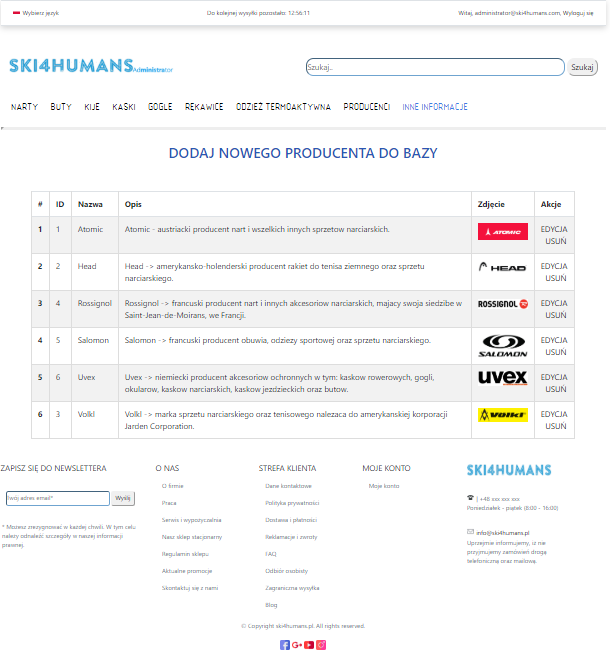 Wybierz język
Do kolejnej wysyłki pozostało: 12:56:11
Witaj, administrator@ski4humans.com, Wyloguj się
SKI4HUMANS Administrator
Szukaj..
Szukaj
NARTY BUTY KIJE KASKI GOGLE RĘKAWICE ODZIEŻ TERMOAKTYWNA PRODUCENCI INNE INFORMACJE
DODAJ NOWEGO PRODUCENTA DO BAZY
# ID Nazwa Opis Zdjęcie Akcje
1 1 Atomic Atomic - austriacki producent nart i wszelkich innych sprzetow narciarskich. ATOMIC EDYCJA
USUŃ
2 2 Head Head -> amerykansko-holenderski producent rakiet do tenisa ziemnego oraz sprzetu HEAD EDYCJA
narciarskiego. USUŃ
3 4 Rossignol Rossignol -> francuski producent nart i innych akcesoriow narciarskich, majacy swoja siedzibe w ROSSIGNOL EDYCJA
Saint-Jean-de-Moirans, we Francji. USUŃ
4 5 Salomon Salomon -> francuski producent obuwia, odziezy sportowej oraz sprzetu narciarskiego. SALOMON EDYCJA
USUŃ
5 6 Uvex Uvex -> niemiecki producent akcesoriow ochronnych w tym: kaskow rowerowych, gogli, uvex EDYCJA
okularow, kaskow narciarskich, kaskow jezdzieckich oraz butow. USUŃ
6 3 Volkl Volkl -> marka sprzetu narciarskiego oraz tenisowego nalezaca do amerykanskiej korporacji Völkl EDYCJA
Jarden Corporation. USUŃ
ZAPISZ SIĘ DO NEWSLETTERA
Twój adres email*
Wyślij
* Możesz zrezygnować w każdej chwili. W tym celu
należy odnaleźć szczegóły w naszej informacji
prawnej.
O NAS
O firmie
Praca
Serwis i wypożyczalnia
Nasz sklep stacjonarny
Regulamin sklepu
Aktualne promocje
Skontaktuj się z nami
STREFA KLIENTA
Dane kontaktowe
Polityka prywatności
Dostawa i płatności
Reklamacje i zwroty
FAQ
Odbiór osobisty
Zagraniczna wysyłka
Blog
MOJE KONTO
Moje konto
SKI4HUMANS
| +48 xxx xxx xxx
Poniedziałek - piątek (8:00 - 16:00)
info@ski4humans.pl
Uprzejmie informujemy, iż nie
przyjmujemy zamówień drogą
telefoniczną oraz mailową.
© Copyright ski4humans.pl. All rights reserved.